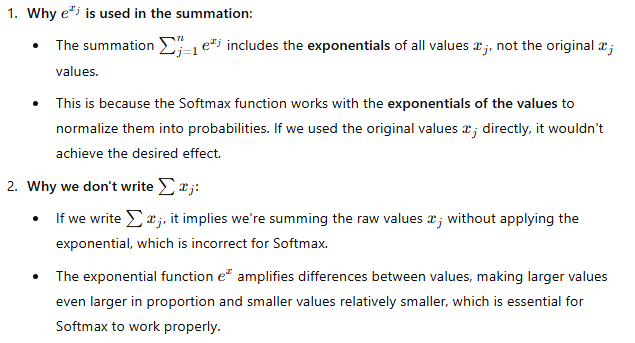 1. Why e^{x_j} is used in the summation:
• The summation ∑_{j=1}^{n} e^{x_j} includes the exponentials of all values x_j, not the original x_j
values.
• This is because the Softmax function works with the exponentials of the values to
normalize them into probabilities. If we used the original values x_j directly, it wouldn't
achieve the desired effect.
2. Why we don't write ∑ x_j:
• If we write ∑ x_j, it implies we're summing the raw values x_j without applying the
exponential, which is incorrect for Softmax.
• The exponential function e^x amplifies differences between values, making larger values
even larger in proportion and smaller values relatively smaller, which is essential for
Softmax to work properly.